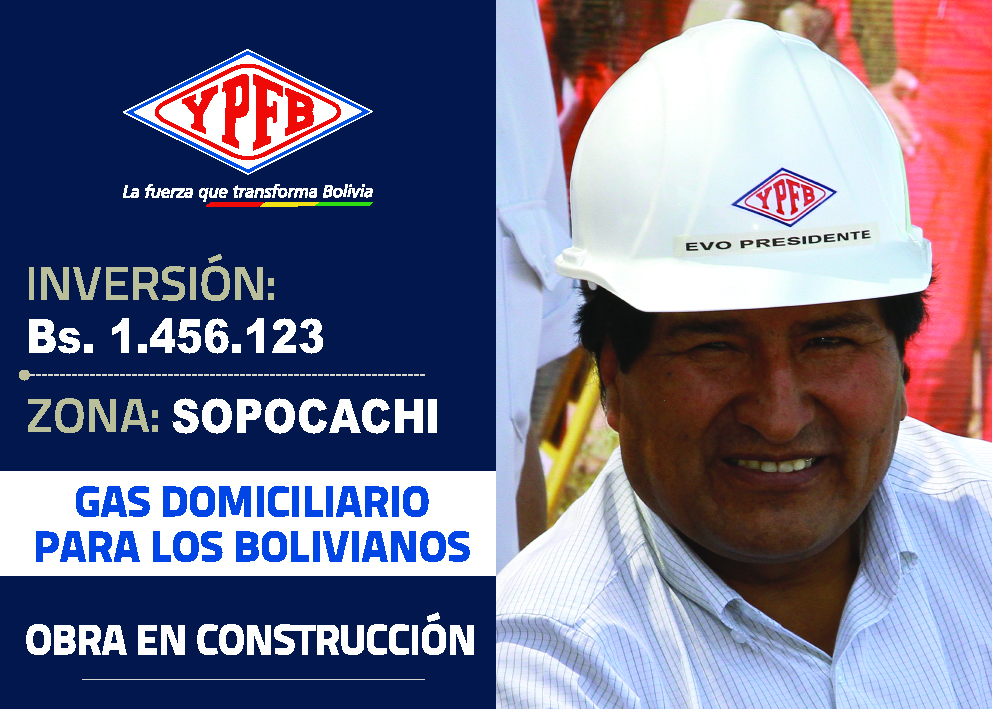 YPFB
La fuerza que transforma Bolivia
INVERSIÓN:
Bs. 1.456.123
ZONA: SOPOCACHI
GAS DOMICILIARIO
PARA LOS BOLIVIANOS
OBRA EN CONSTRUCCIÓN
YPFB
EVO PRESIDENTE